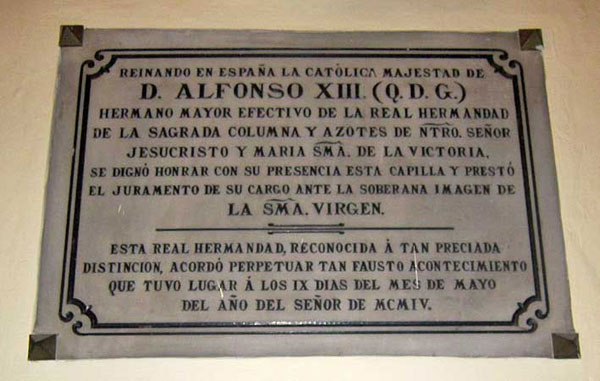 REINANDO EN ESPAÑA LA CATÒLICA MAJESTAD DE
D. ALFONSO XIII. (Q. D. G.)
HERMANO MAYOR EFECTIVO DE LA REAL HERMANDAD
DE LA SAGRADA COLUMNA Y AZOTES DE NTRO. SEÑOR
JESUCRISTO Y MARIA SMA. DE LA VICTORIA,
SE DIGNÓ HONRAR CON SU PRESENCIA ESTA CAPILLA Y PRESTÓ
EL JURAMENTO DE SU CARGO ANTE LA SOBERANA IMAGEN DE
LA SMA. VIRGEN.
ESTA REAL HERMANDAD, RECONOCIDA Á TAN PRECIADA
DISTINCION, ACORDÓ PERPETUAR TAN FAUSTO ACONTECIMIENTO
QUE TUVO LUGAR Á LOS IX DIAS DEL MES DE MAYO
DEL AÑO DEL SEÑOR DE MCMIV.